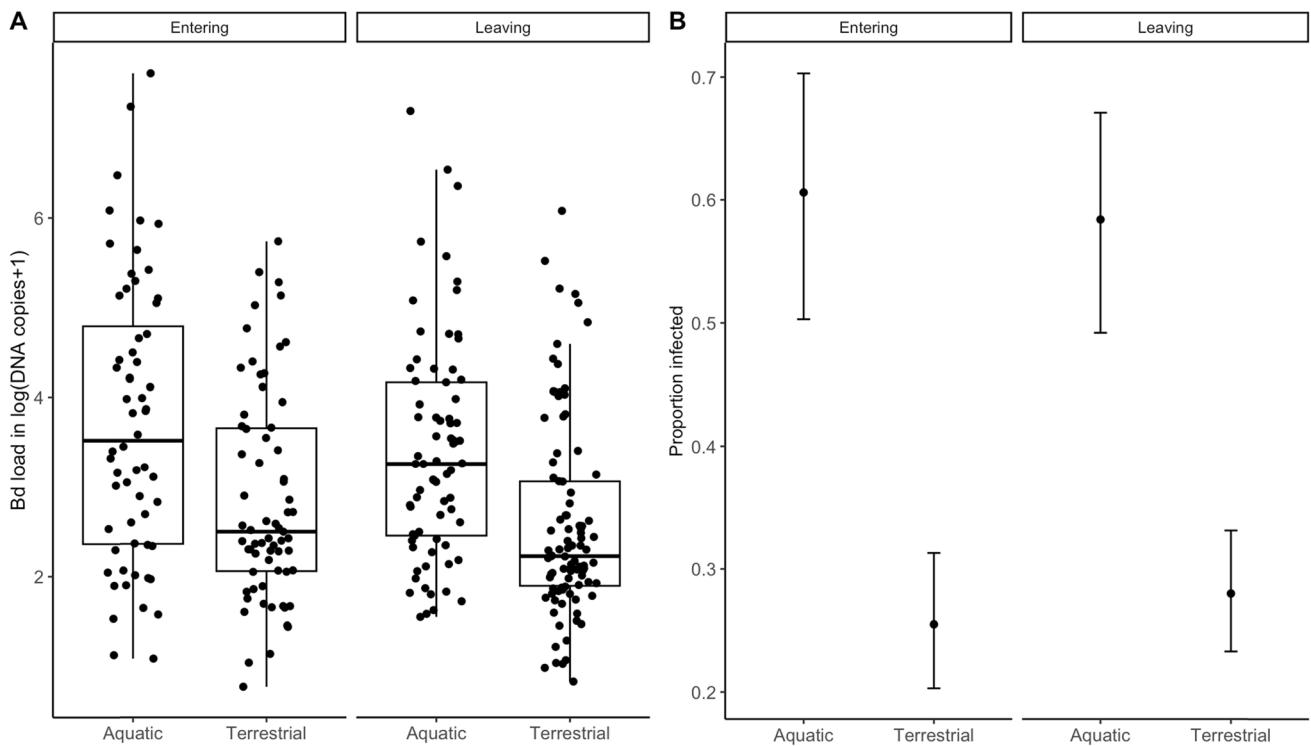 A
Entering
Leaving
Bd load in log(DNA copies+1)
6
4
2
Aquatic
Terrestrial
Aquatic
Terrestrial
B
Entering
Leaving
Proportion infected
0.7
0.6
0.5
0.4
0.3
0.2
Aquatic
Terrestrial
Aquatic
Terrestrial